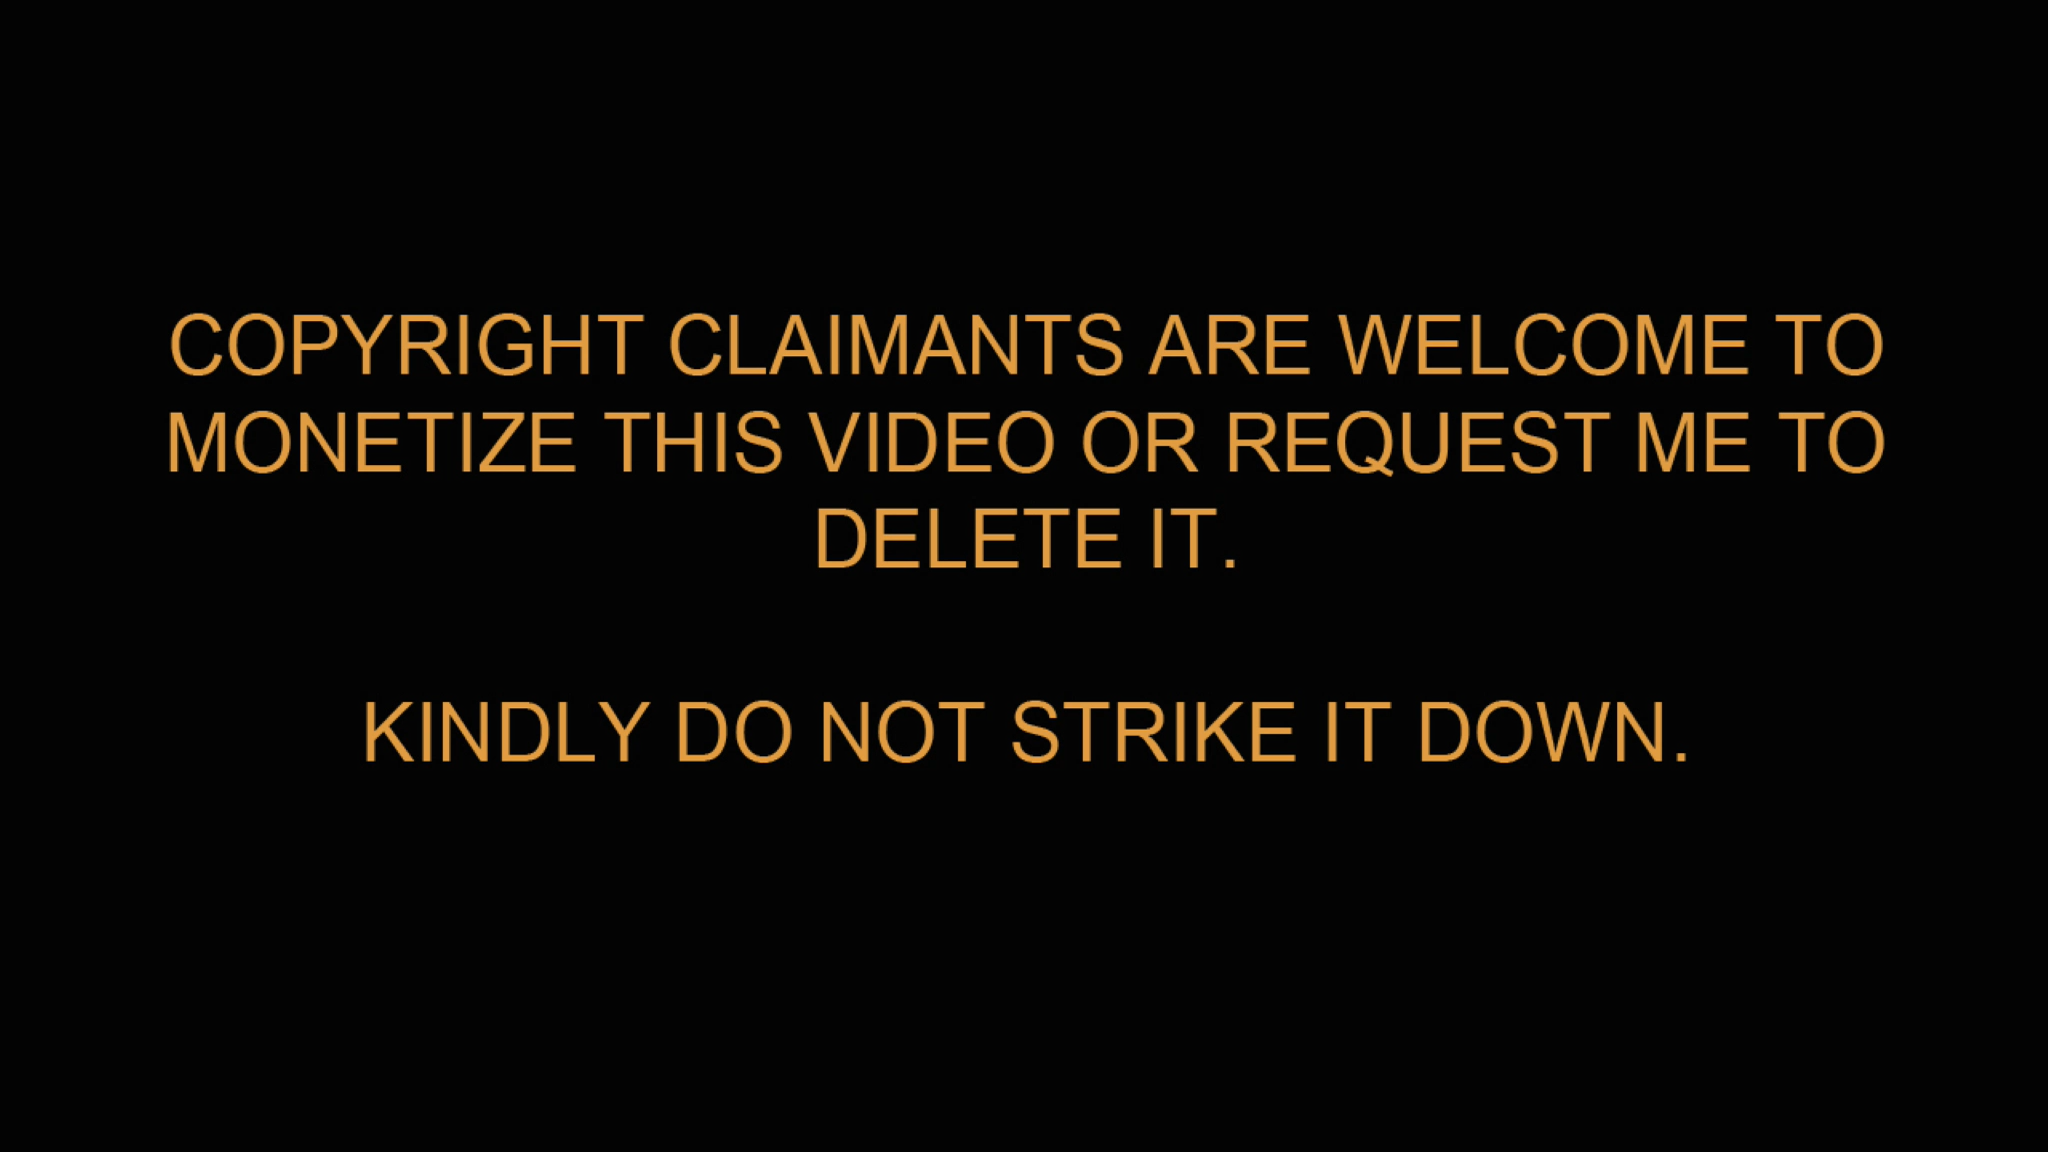 COPYRIGHT CLAIMANTS ARE WELCOME TO
MONETIZE THIS VIDEO OR REQUEST ME TO
DELETE IT.
KINDLY DO NOT STRIKE IT DOWN.